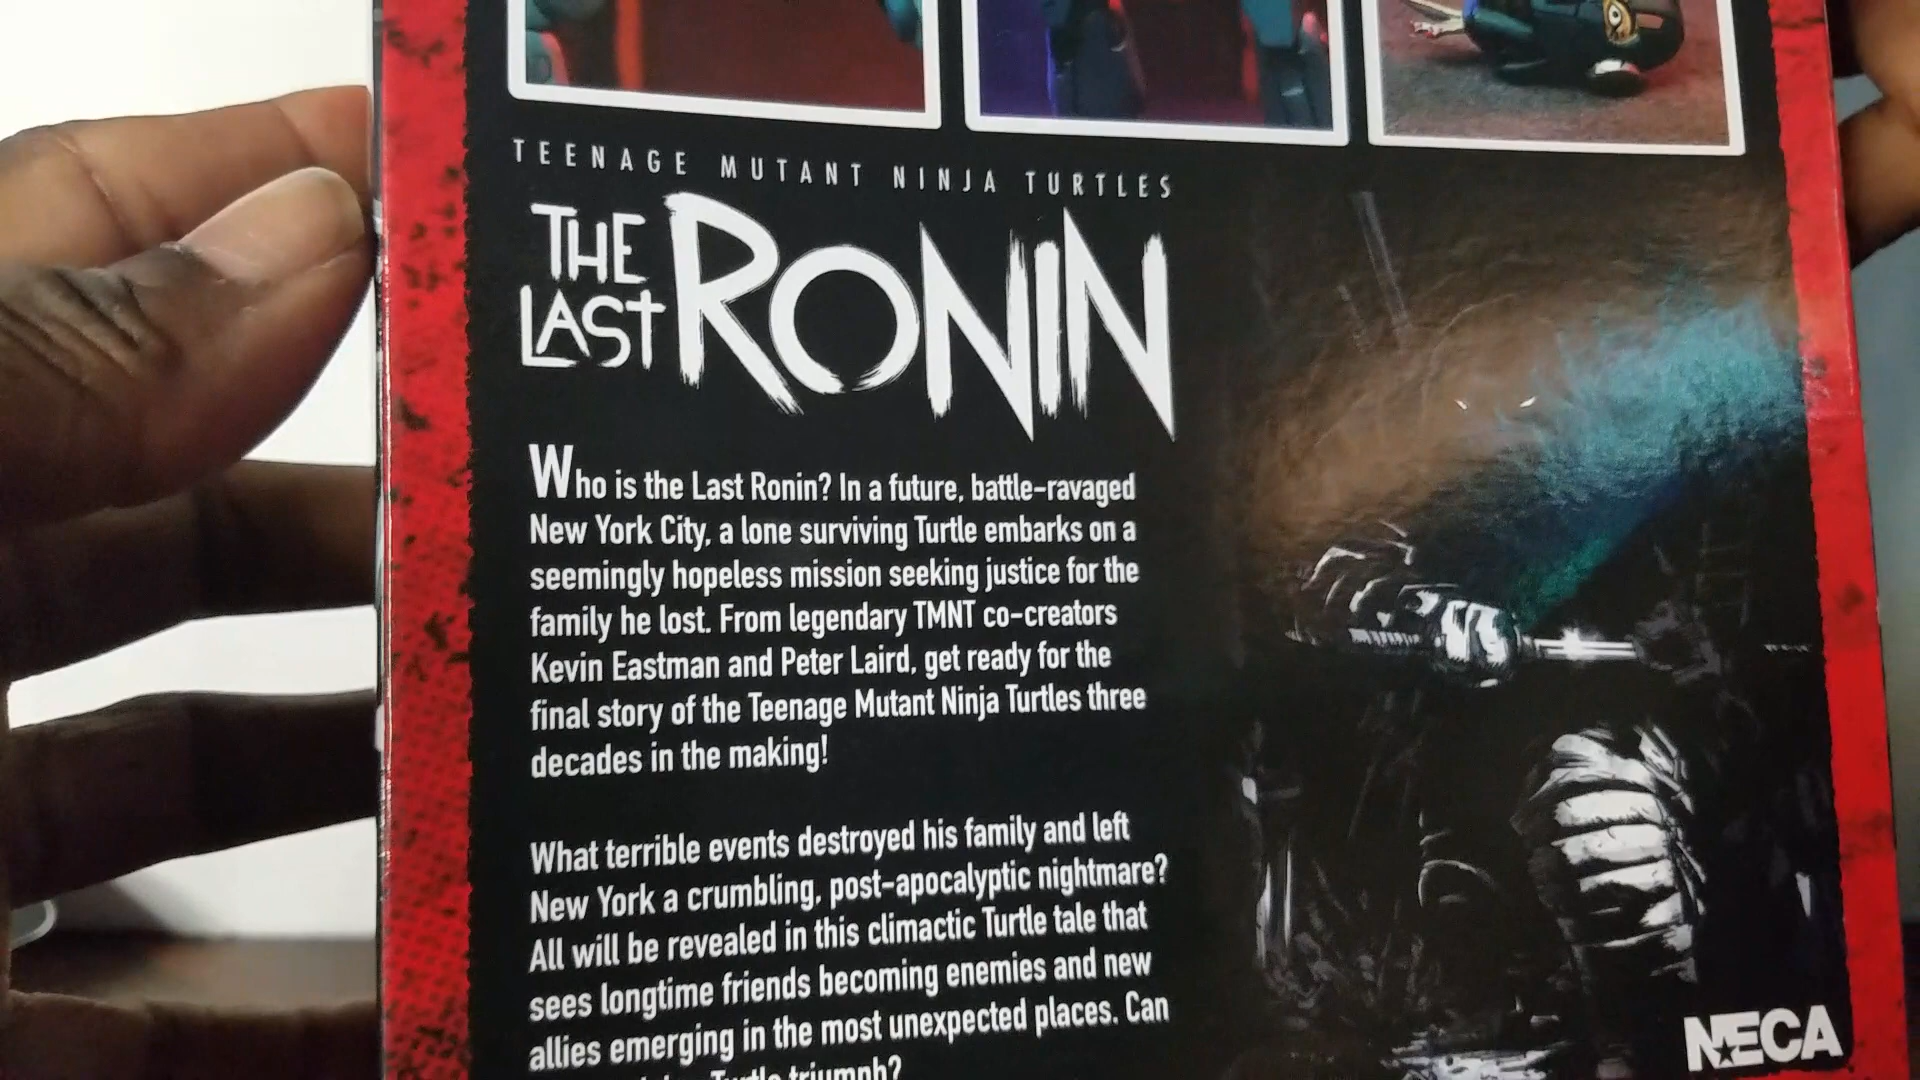 TEENAGE MUTANT NINJA TURTLES
THE
LAST
RONIN
Who is the Last Ronin? In a future, battle-ravaged
New York City, a lone surviving Turtle embarks on a
seemingly hopeless mission seeking justice for the
family he lost. From legendary TMNT co-creators
Kevin Eastman and Peter Laird, get ready for the
final story of the Teenage Mutant Ninja Turtles three
decades in the making!
What terrible events destroyed his family and left
New York a crumbling, post-apocalyptic nightmare?
All will be revealed in this climactic Turtle tale that
sees longtime friends becoming enemies and new
allies emerging in the most unexpected places. Can
Turtle triumph?
NECA